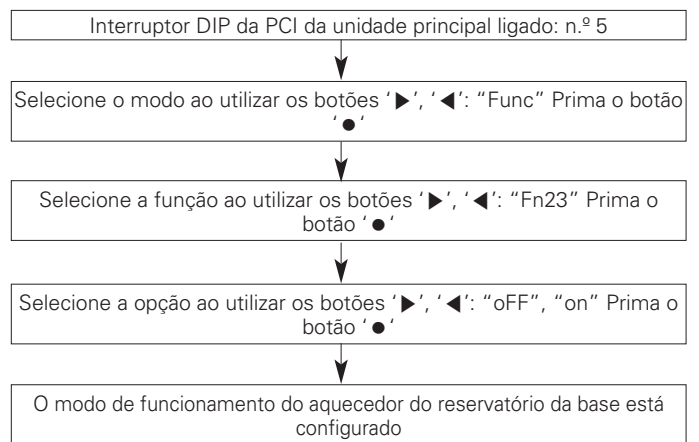 Interruptor DIP da PCI da unidade principal ligado: n.º 5
Selecione o modo ao utilizar os botões ‘▶’, ‘◀’: “Func” Prima o botão
‘●‘
Selecione a função ao utilizar os botões ‘▶’, ‘◀’: “Fn23” Prima o
botão ‘●‘
Selecione a opção ao utilizar os botões ‘▶’, ‘◀’: “oFF”, “on” Prima o
botão ‘●‘
O modo de funcionamento do aquecedor do reservatório da base está
configurado